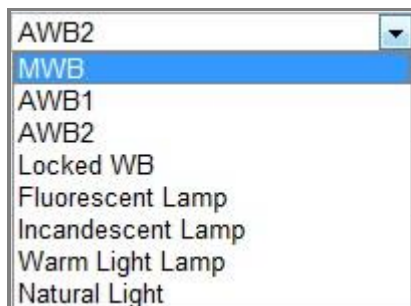 AWB2
MWB
AWB1
AWB2
Locked WB
Fluorescent Lamp
Incandescent Lamp
Warm Light Lamp
Natural Light